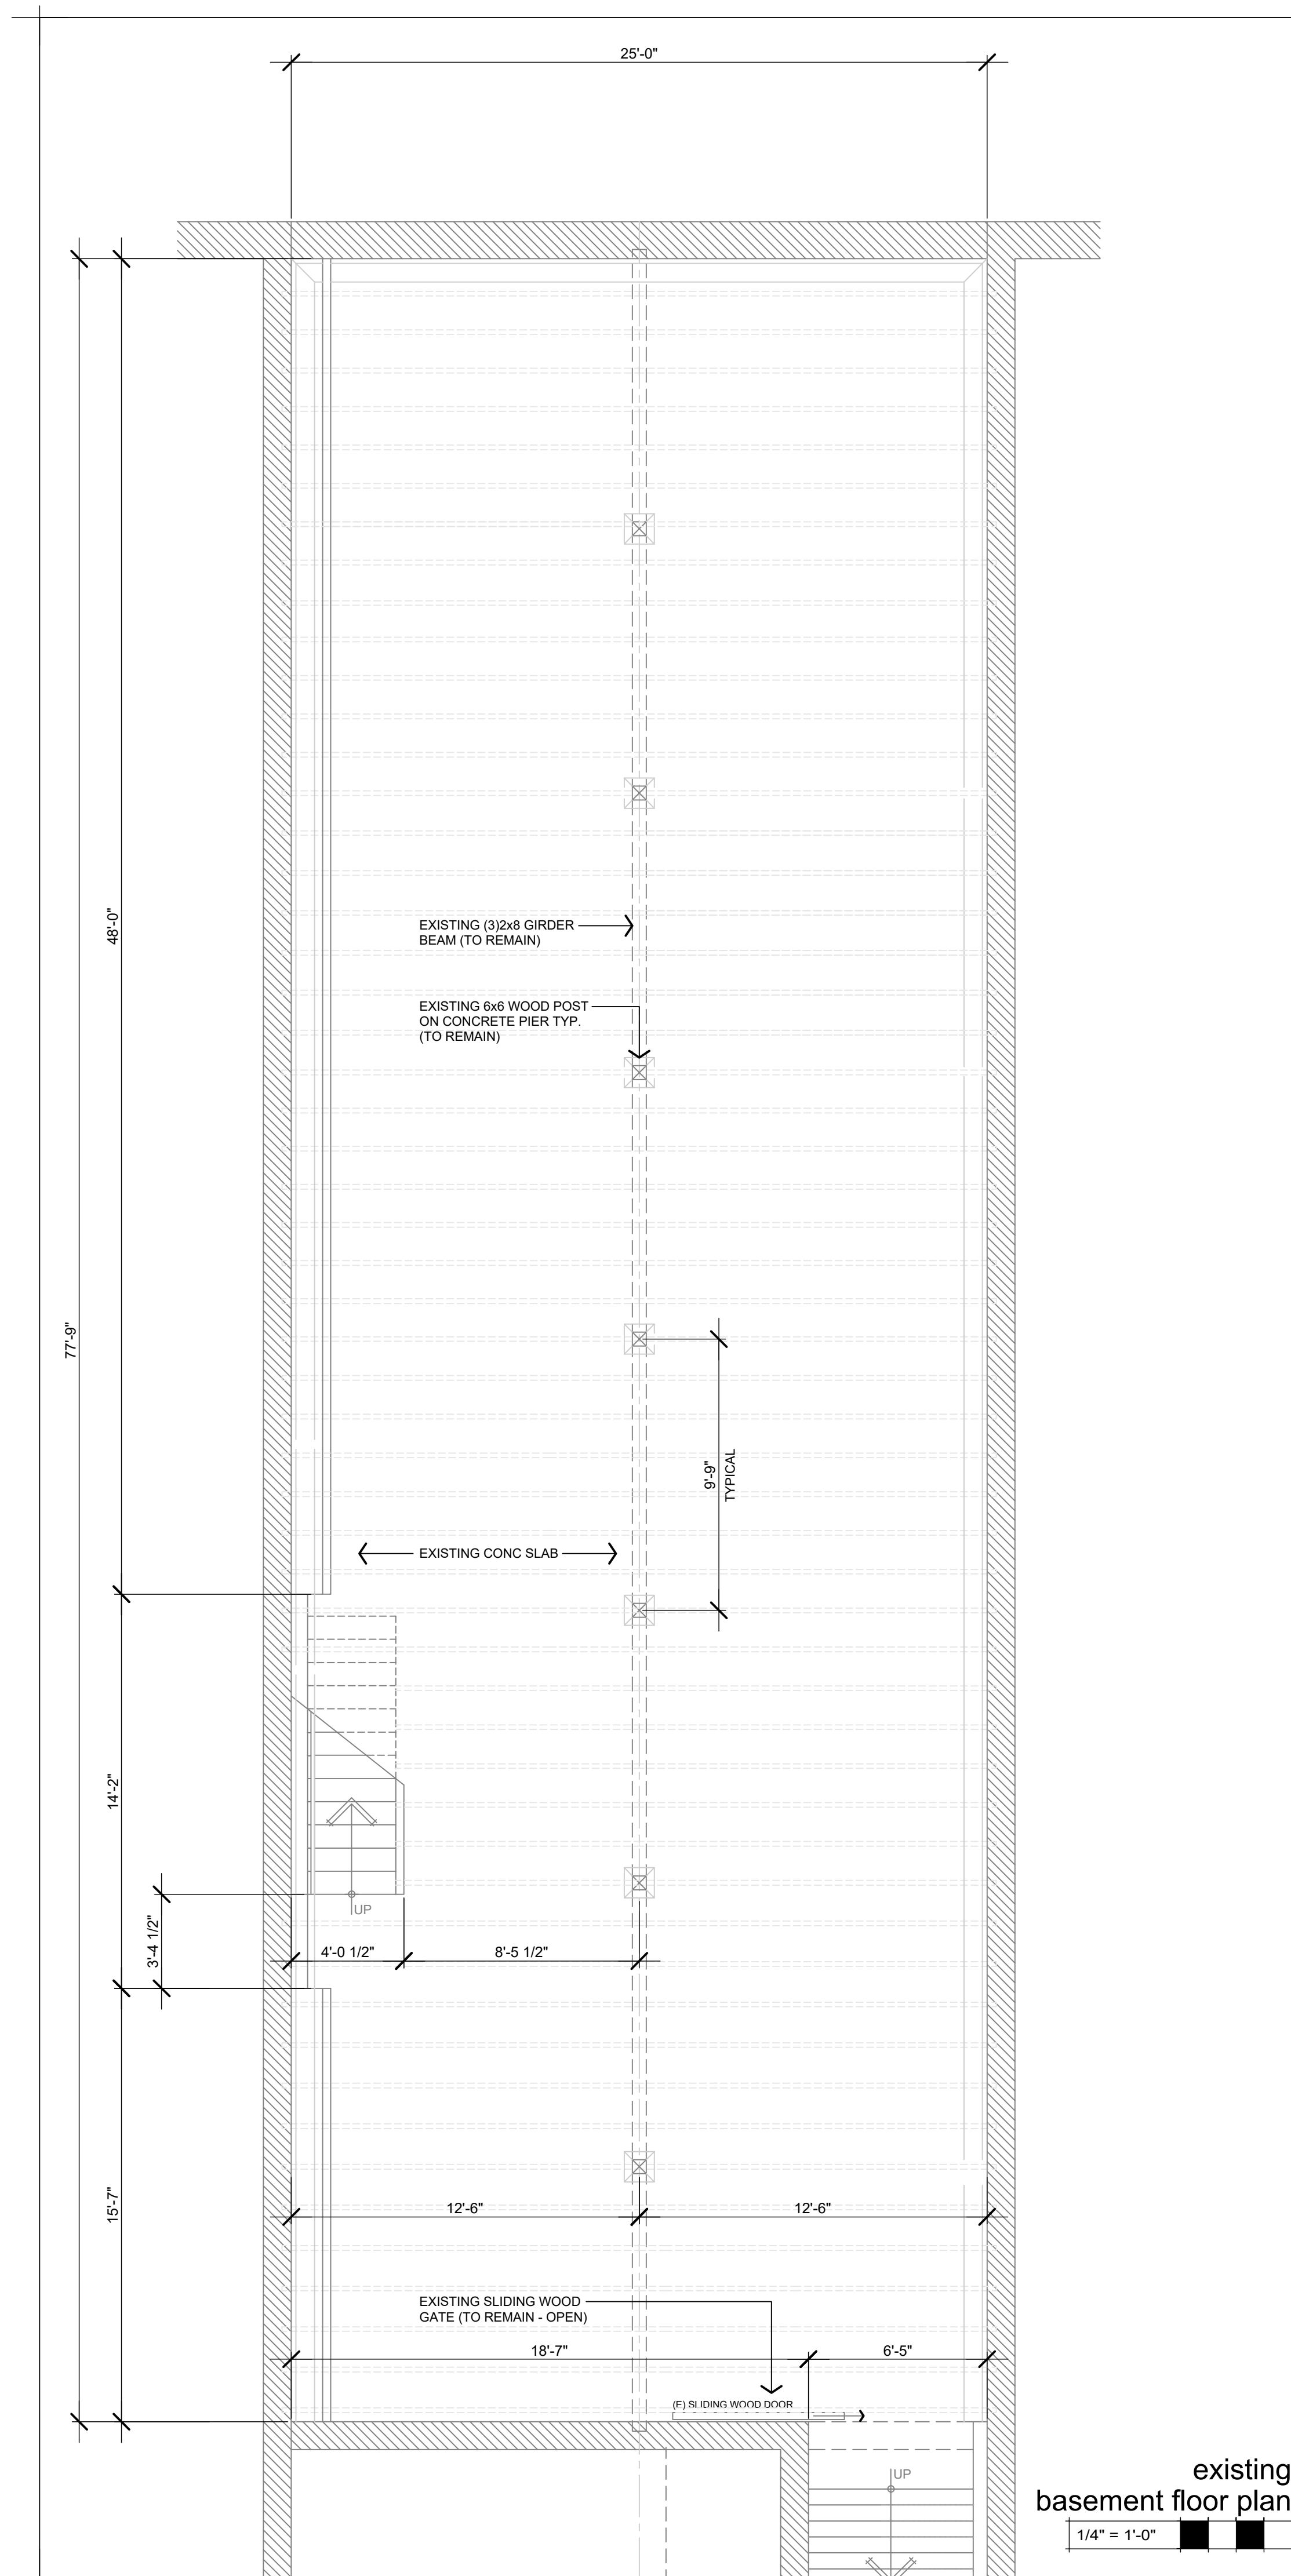 25'-0"
48'-0"
EXISTING (3)2x8 GIRDER
BEAM (TO REMAIN)
EXISTING 6x6 WOOD POST
ON CONCRETE PIER TYP.
(TO REMAIN)
77'-9"
9'-9"
TYPICAL
EXISTING CONC SLAB
14'-2"
UP
3'-4 1/2"
4'-0 1/2"
8'-5 1/2"
15'-7"
12'-6"
12'-6"
EXISTING SLIDING WOOD
GATE (TO REMAIN - OPEN)
18'-7"
6'-5"
(E) SLIDING WOOD DOOR
UP
existing
basement floor plan
1/4" = 1'-0"